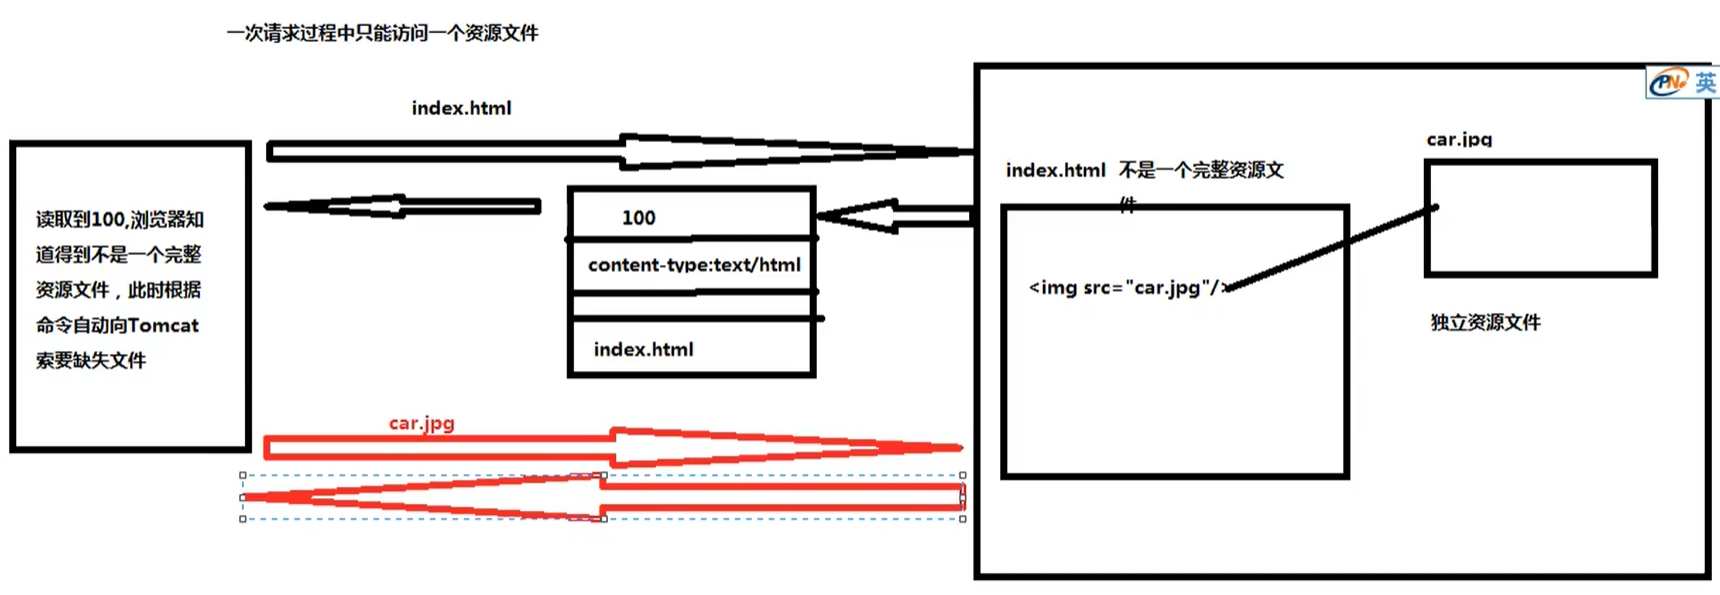 一次请求过程中只能访问一个资源文件
index.html
读取到100,浏览器知
道得到不是一个完整
资源文件，此时根据
命令自动向Tomcat
索要缺失文件
100
content-type:text/html
index.html
car.jpg
index.html 不是一个完整资源文
件
<img src="car.jpg"/>
car.jpg
独立资源文件
英